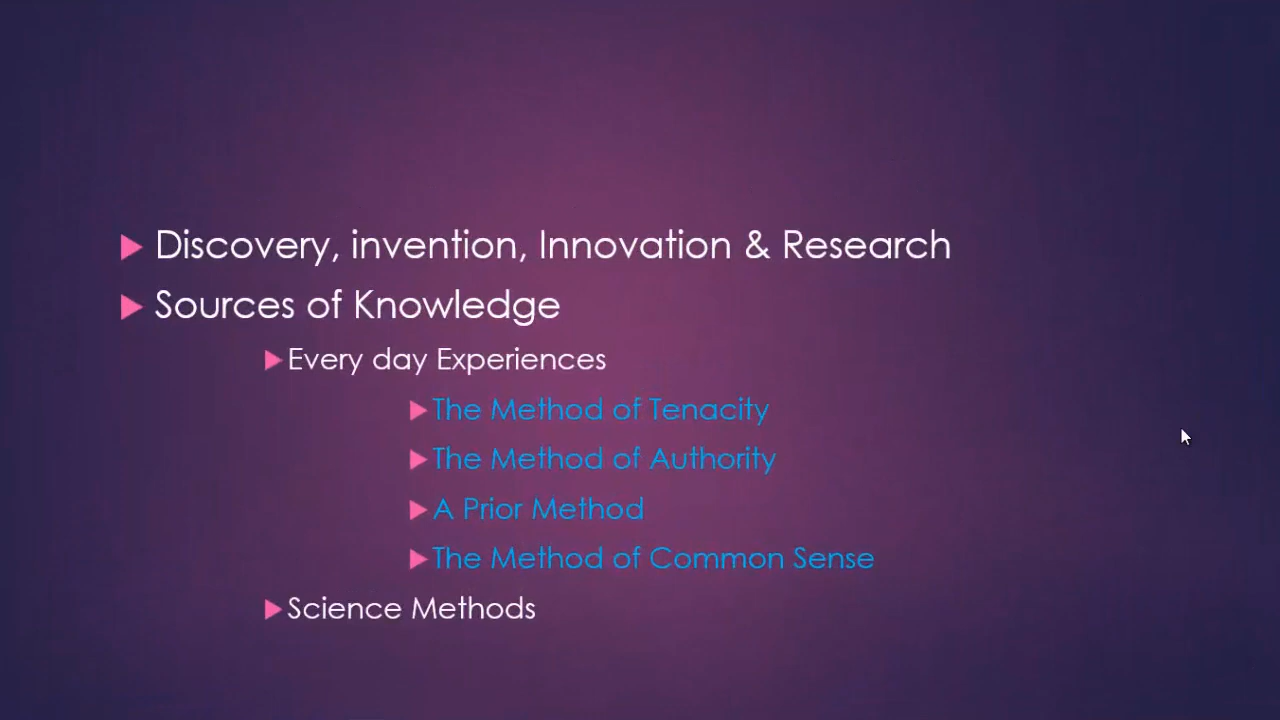 Discovery, invention, Innovation & Research
Sources of Knowledge
Every day Experiences
The Method of Tenacity
The Method of Authority
A Prior Method
The Method of Common Sense
Science Methods